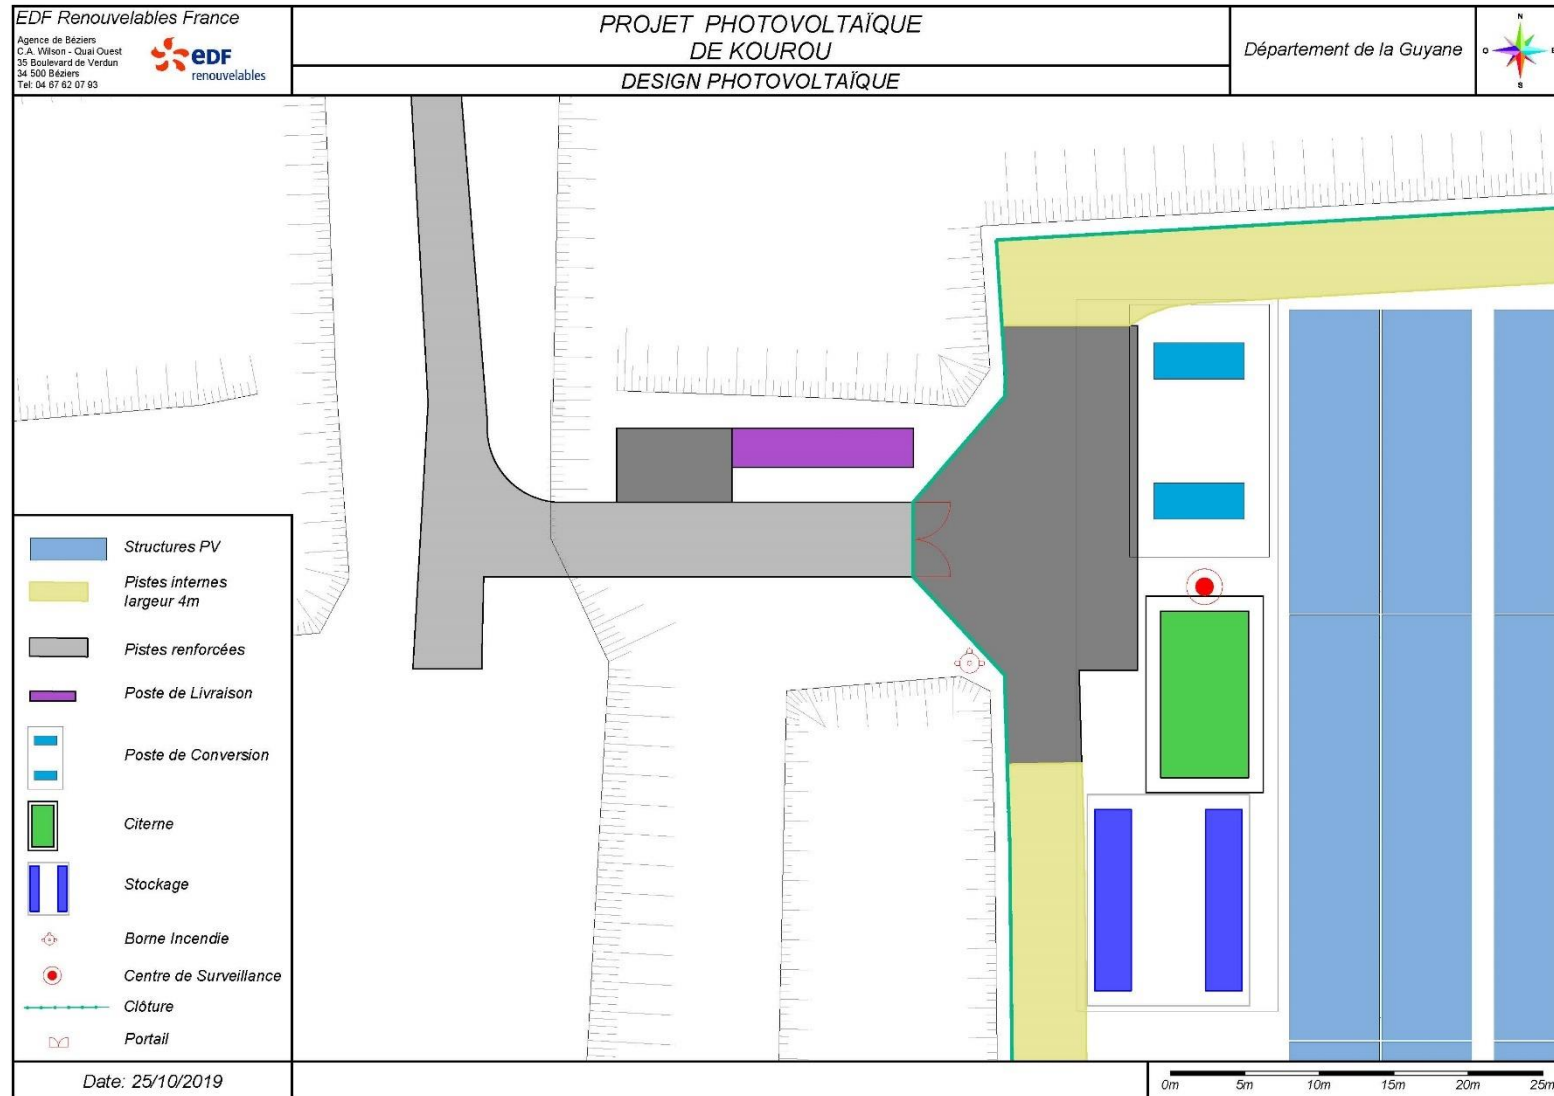 EDF Renouvelables France
Agence de Béziers
C.A. Wilson - Quai Ouest
35 Boulevard de Verdun
34 500 Béziers
Tel: 04 67 62 07 93
eDF
renouvelables
PROJET PHOTOVOLTAÏQUE
DE KOUROU
DESIGN PHOTOVOLTAÏQUE
Département de la Guyane
N
O
E
S
Structures PV
Pistes internes
largeur 4m
Pistes renforcées
Poste de Livraison
Poste de Conversion
Citerne
Stockage
Borne Incendie
Centre de Surveillance
Clôture
Portail
Date: 25/10/2019
0m 5m 10m 15m 20m 25m